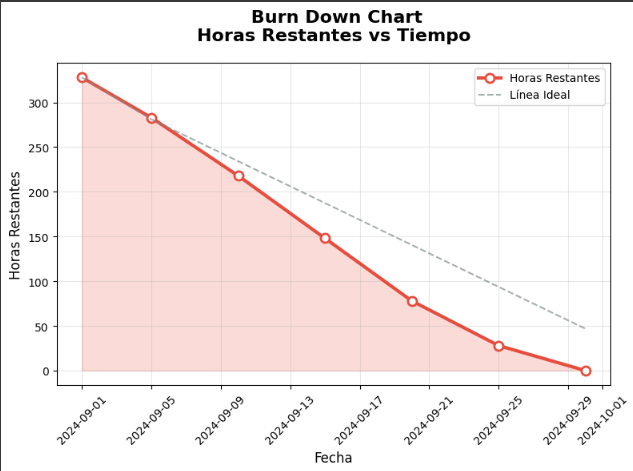 Burn Down Chart
Horas Restantes vs Tiempo
Horas Restantes
Línea Ideal
Horas Restantes
300
250
200
150
100
50
0
2024-09-01
2024-09-05
2024-09-09
2024-09-13
2024-09-17
2024-09-21
2024-09-25
2024-09-29
2024-10-01
Fecha